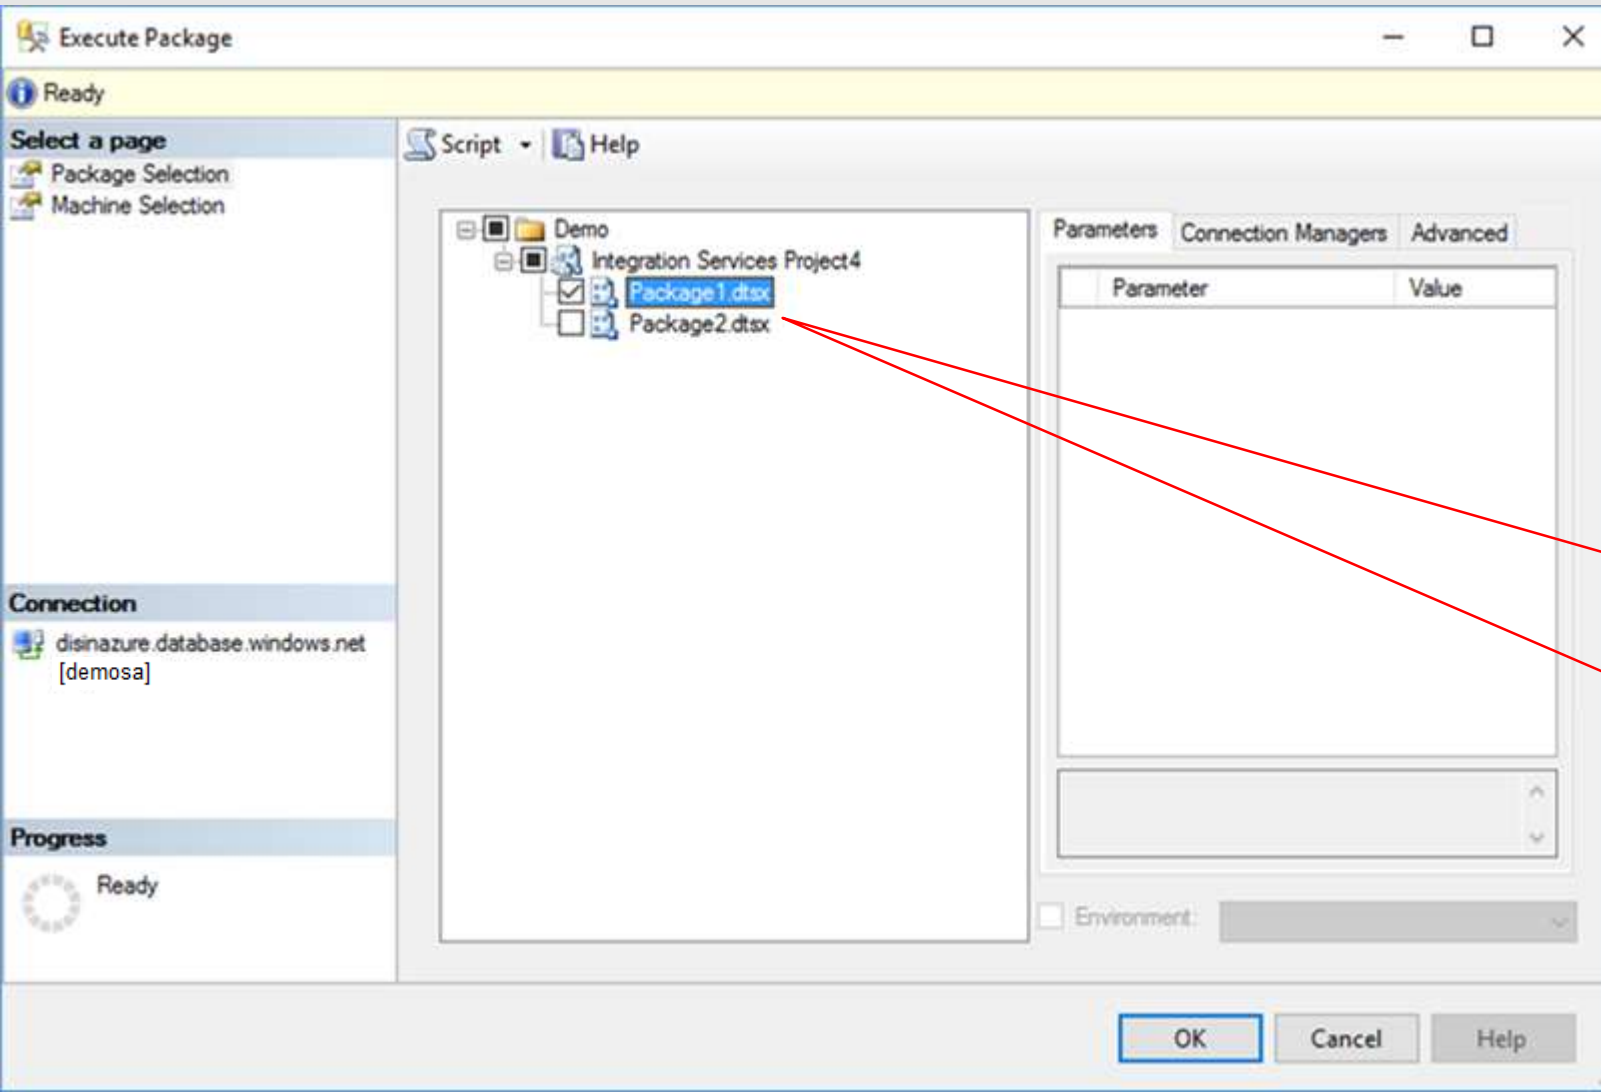 Execute Package
Ready
Select a page
Package Selection
Machine Selection
Script
Help
Demo
Integration Services Project4
Package1.dtsx
Package2.dtsx
Parameters
Connection Managers
Advanced
Parameter
Value
Connection
disinazure.database.windows.net
[demosa]
Progress
Ready
Environment:
OK
Cancel
Help